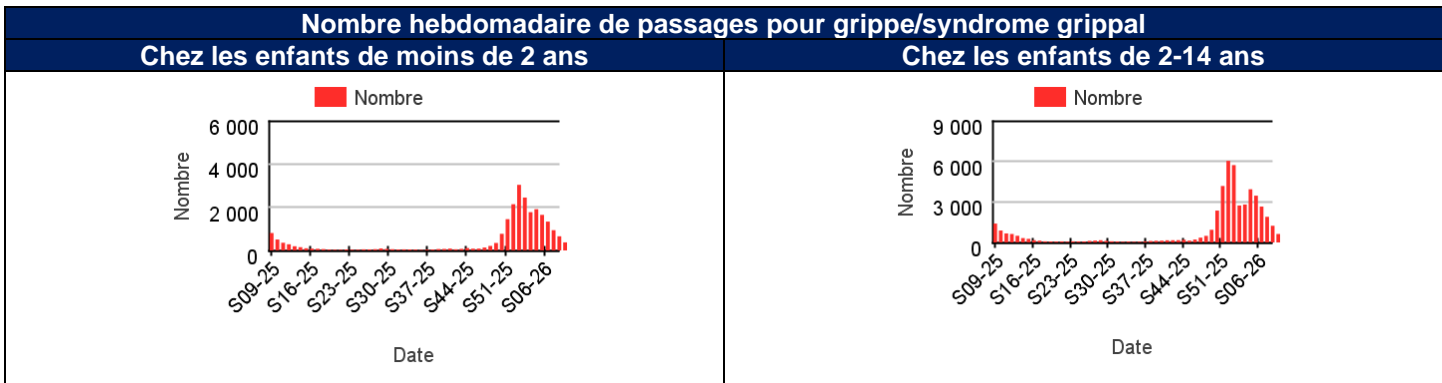 Nombre hebdomadaire de passages pour grippe/syndrome grippal
Chez les enfants de moins de 2 ans
Nombre
6 000
4 000
2 000
0
Nombre
S09-25
S16-25
S23-25
S30-25
S37-25
S44-25
S51-25
S06-26
Date
Chez les enfants de 2-14 ans
Nombre
9 000
6 000
3 000
0
Nombre
S09-25
S16-25
S23-25
S30-25
S37-25
S44-25
S51-25
S06-26
Date